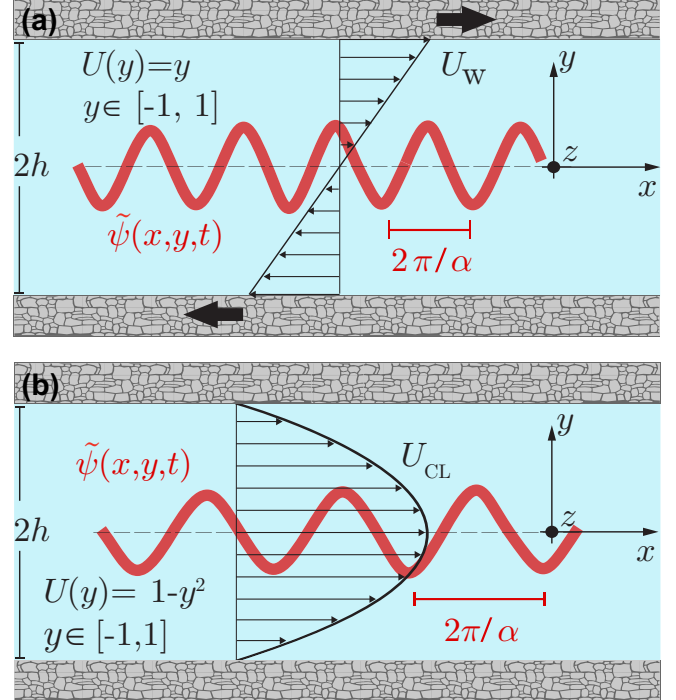 (a)
U(y)=y
y∈ [-1, 1]
U_W
y
2h
z
x
ψ̃(x,y,t)
2π/α
(b)
ψ̃(x,y,t)
U_CL
y
2h
z
x
U(y)= 1-y²
y∈ [-1,1]
2π/α